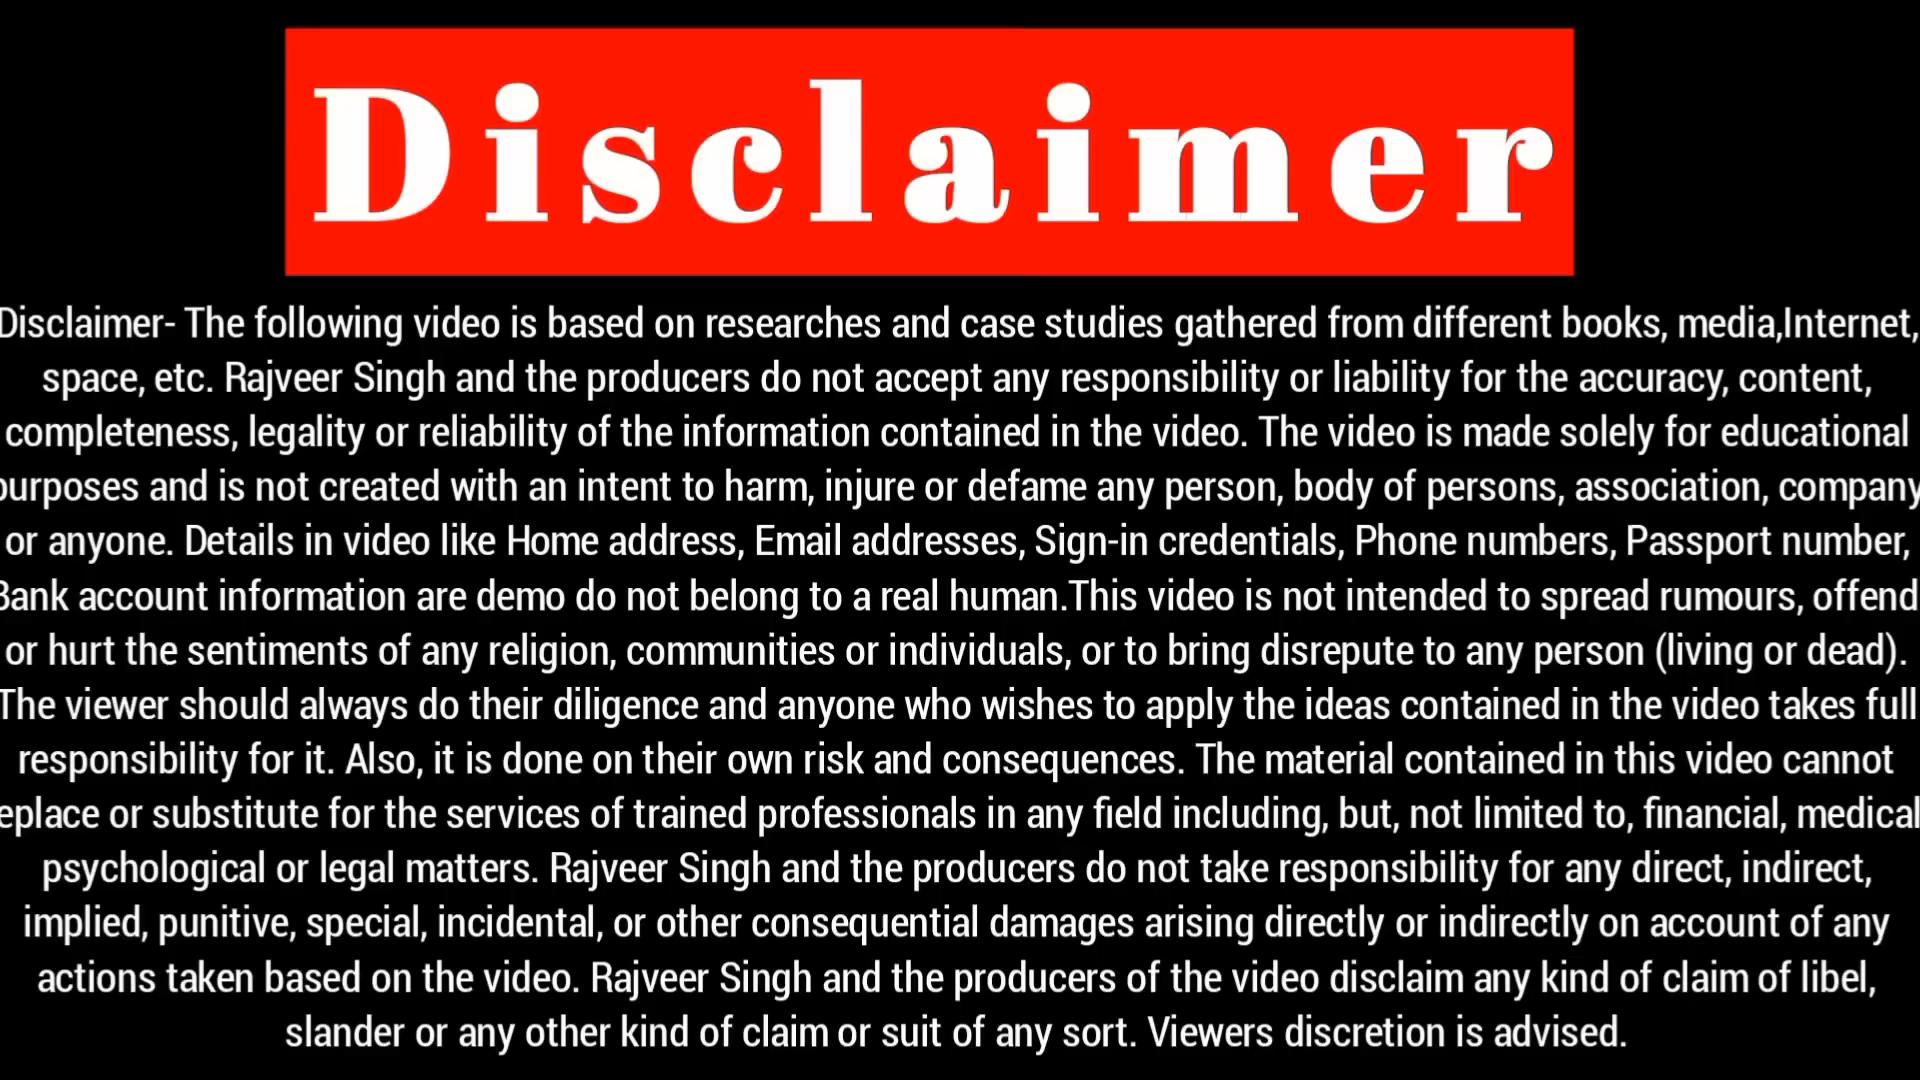 Disclaimer
Disclaimer- The following video is based on researches and case studies gathered from different books, media,Internet,
space, etc. Rajveer Singh and the producers do not accept any responsibility or liability for the accuracy, content,
completeness, legality or reliability of the information contained in the video. The video is made solely for educational
purposes and is not created with an intent to harm, injure or defame any person, body of persons, association, company
or anyone. Details in video like Home address, Email addresses, Sign-in credentials, Phone numbers, Passport number,
Bank account information are demo do not belong to a real human.This video is not intended to spread rumours, offend
or hurt the sentiments of any religion, communities or individuals, or to bring disrepute to any person (living or dead).
The viewer should always do their diligence and anyone who wishes to apply the ideas contained in the video takes full
responsibility for it. Also, it is done on their own risk and consequences. The material contained in this video cannot
eplace or substitute for the services of trained professionals in any field including, but, not limited to, financial, medical
psychological or legal matters. Rajveer Singh and the producers do not take responsibility for any direct, indirect,
implied, punitive, special, incidental, or other consequential damages arising directly or indirectly on account of any
actions taken based on the video. Rajveer Singh and the producers of the video disclaim any kind of claim of libel,
slander or any other kind of claim or suit of any sort. Viewers discretion is advised.